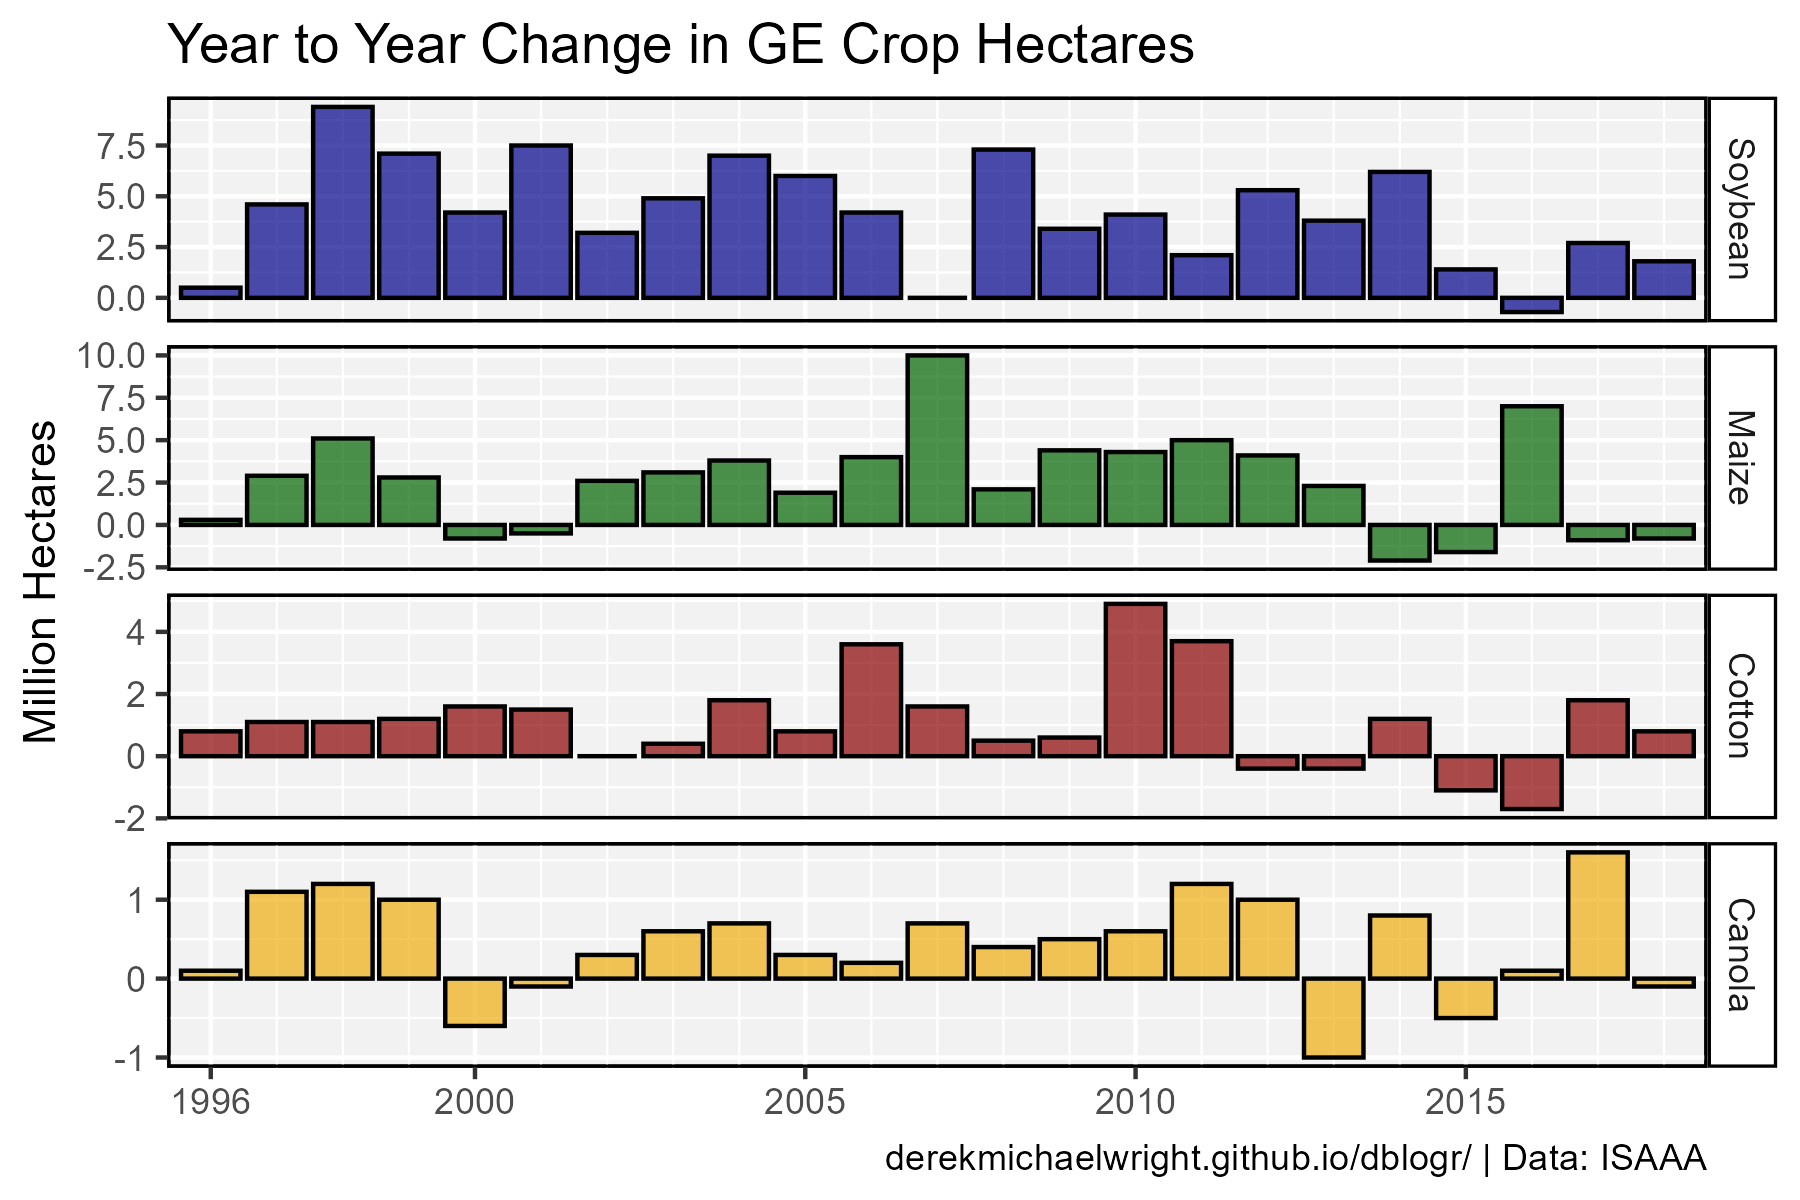 Year to Year Change in GE Crop Hectares
Million Hectares
7.5
5.0
2.5
0.0
Soybean
10.0
7.5
5.0
2.5
0.0
-2.5
Maize
4
2
0
-2
Cotton
1
0
-1
Canola
1996 2000 2005 2010 2015
derekmichaelwright.github.io/dblogr/ | Data: ISAAA